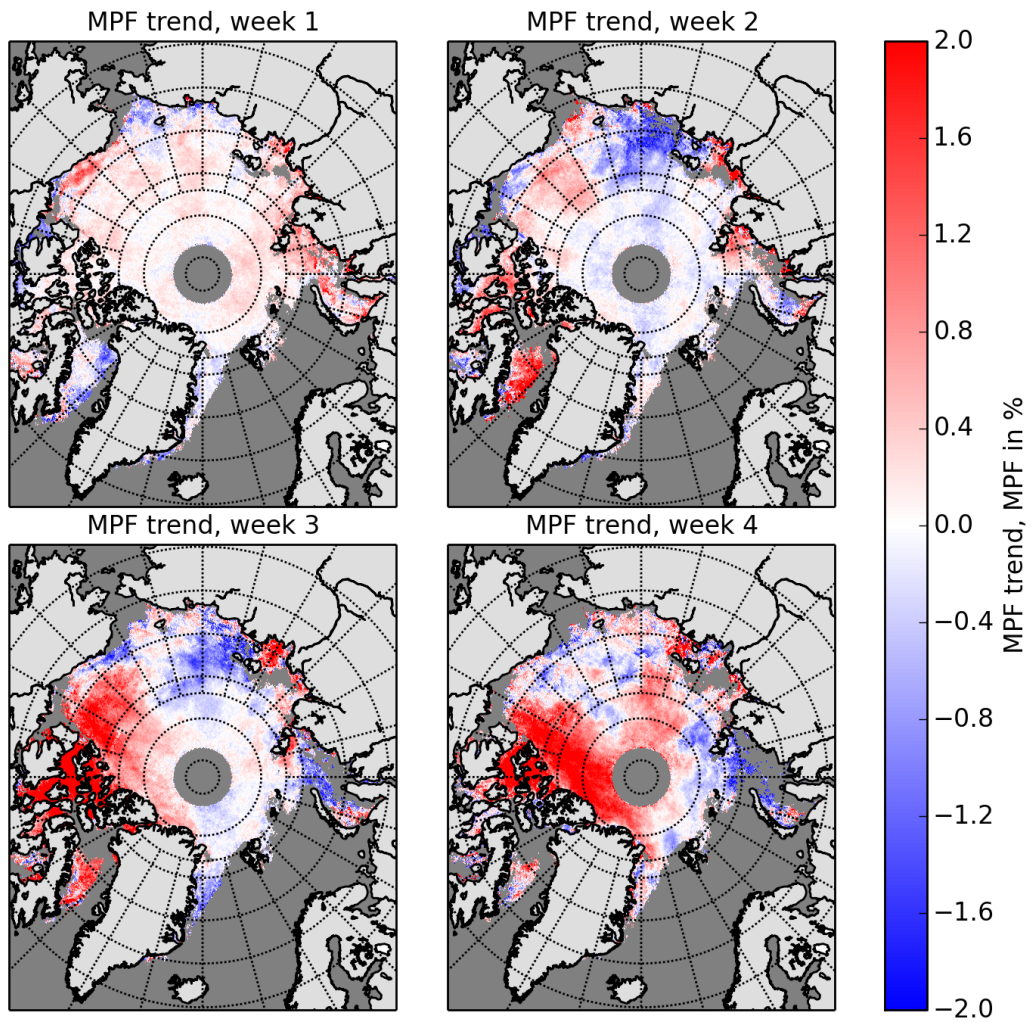 MPF trend, week 1
MPF trend, week 2
MPF trend, week 3
MPF trend, week 4
2.0
1.6
1.2
0.8
0.4
0.0
−0.4
−0.8
−1.2
−1.6
−2.0
MPF trend, MPF in %